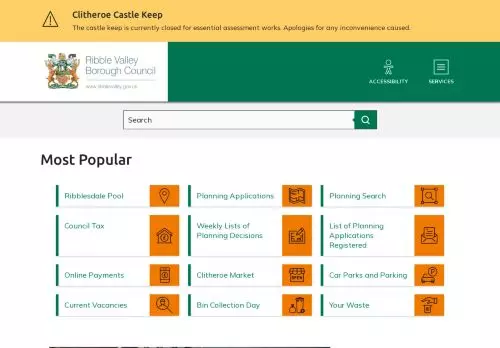 Clitheroe Castle Keep
The castle keep is currently closed for essential assessment works. Apologies for any inconvenience caused.
Ribble Valley
Borough Council
www.ribblevalley.gov.uk
ACCESSIBILITY
SERVICES
Search
Most Popular
Ribblesdale Pool
Planning Applications
Planning Search
Council Tax
Weekly Lists of
Planning Decisions
List of Planning
Applications
Registered
Online Payments
Clitheroe Market
OPEN
Car Parks and Parking
Current Vacancies
Bin Collection Day
Your Waste